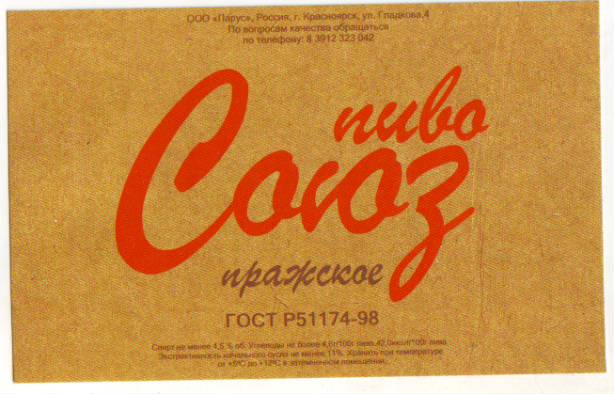 ООО «Парус», Россия, г. Красноярск, ул. Гладкова,4
По вопросам качества обращаться
по телефону: 8 3912 323 042
пиво
Союз
пражское
ГОСТ Р51174-98
Спирт не менее 4,5 % об. Углеводы не более 4,6г/100г пива.42,0ккал/100г пива
Экстрактивность начального сусла не менее 11%. Хранить при температуре
от +5°С до +12°С в затемненном помещении.